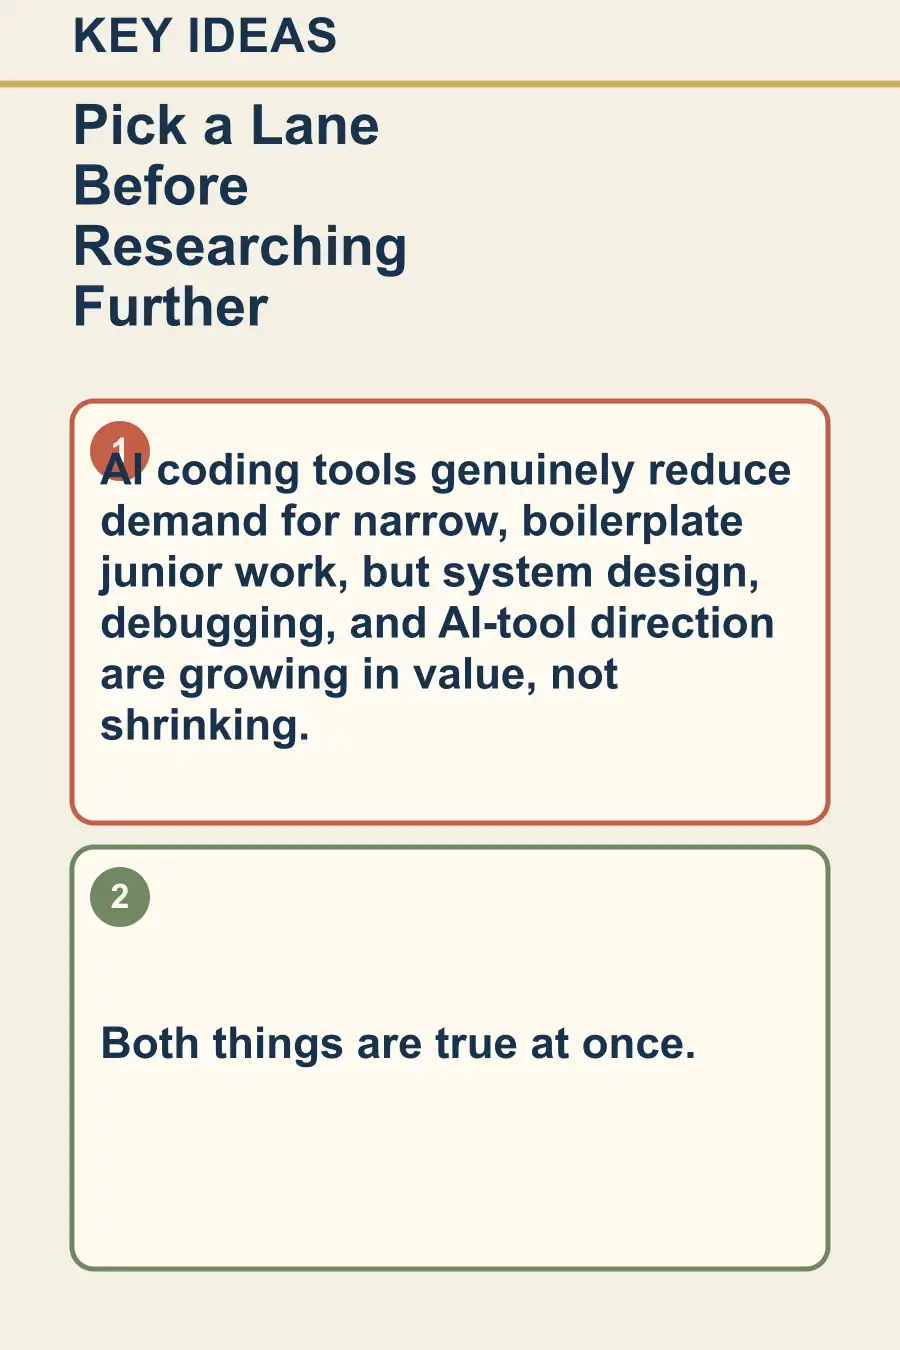 KEY IDEAS
Pick a Lane
Before
Researching
Further
1
AI coding tools genuinely reduce
demand for narrow, boilerplate
junior work, but system design,
debugging, and AI-tool direction
are growing in value, not
shrinking.
2
Both things are true at once.